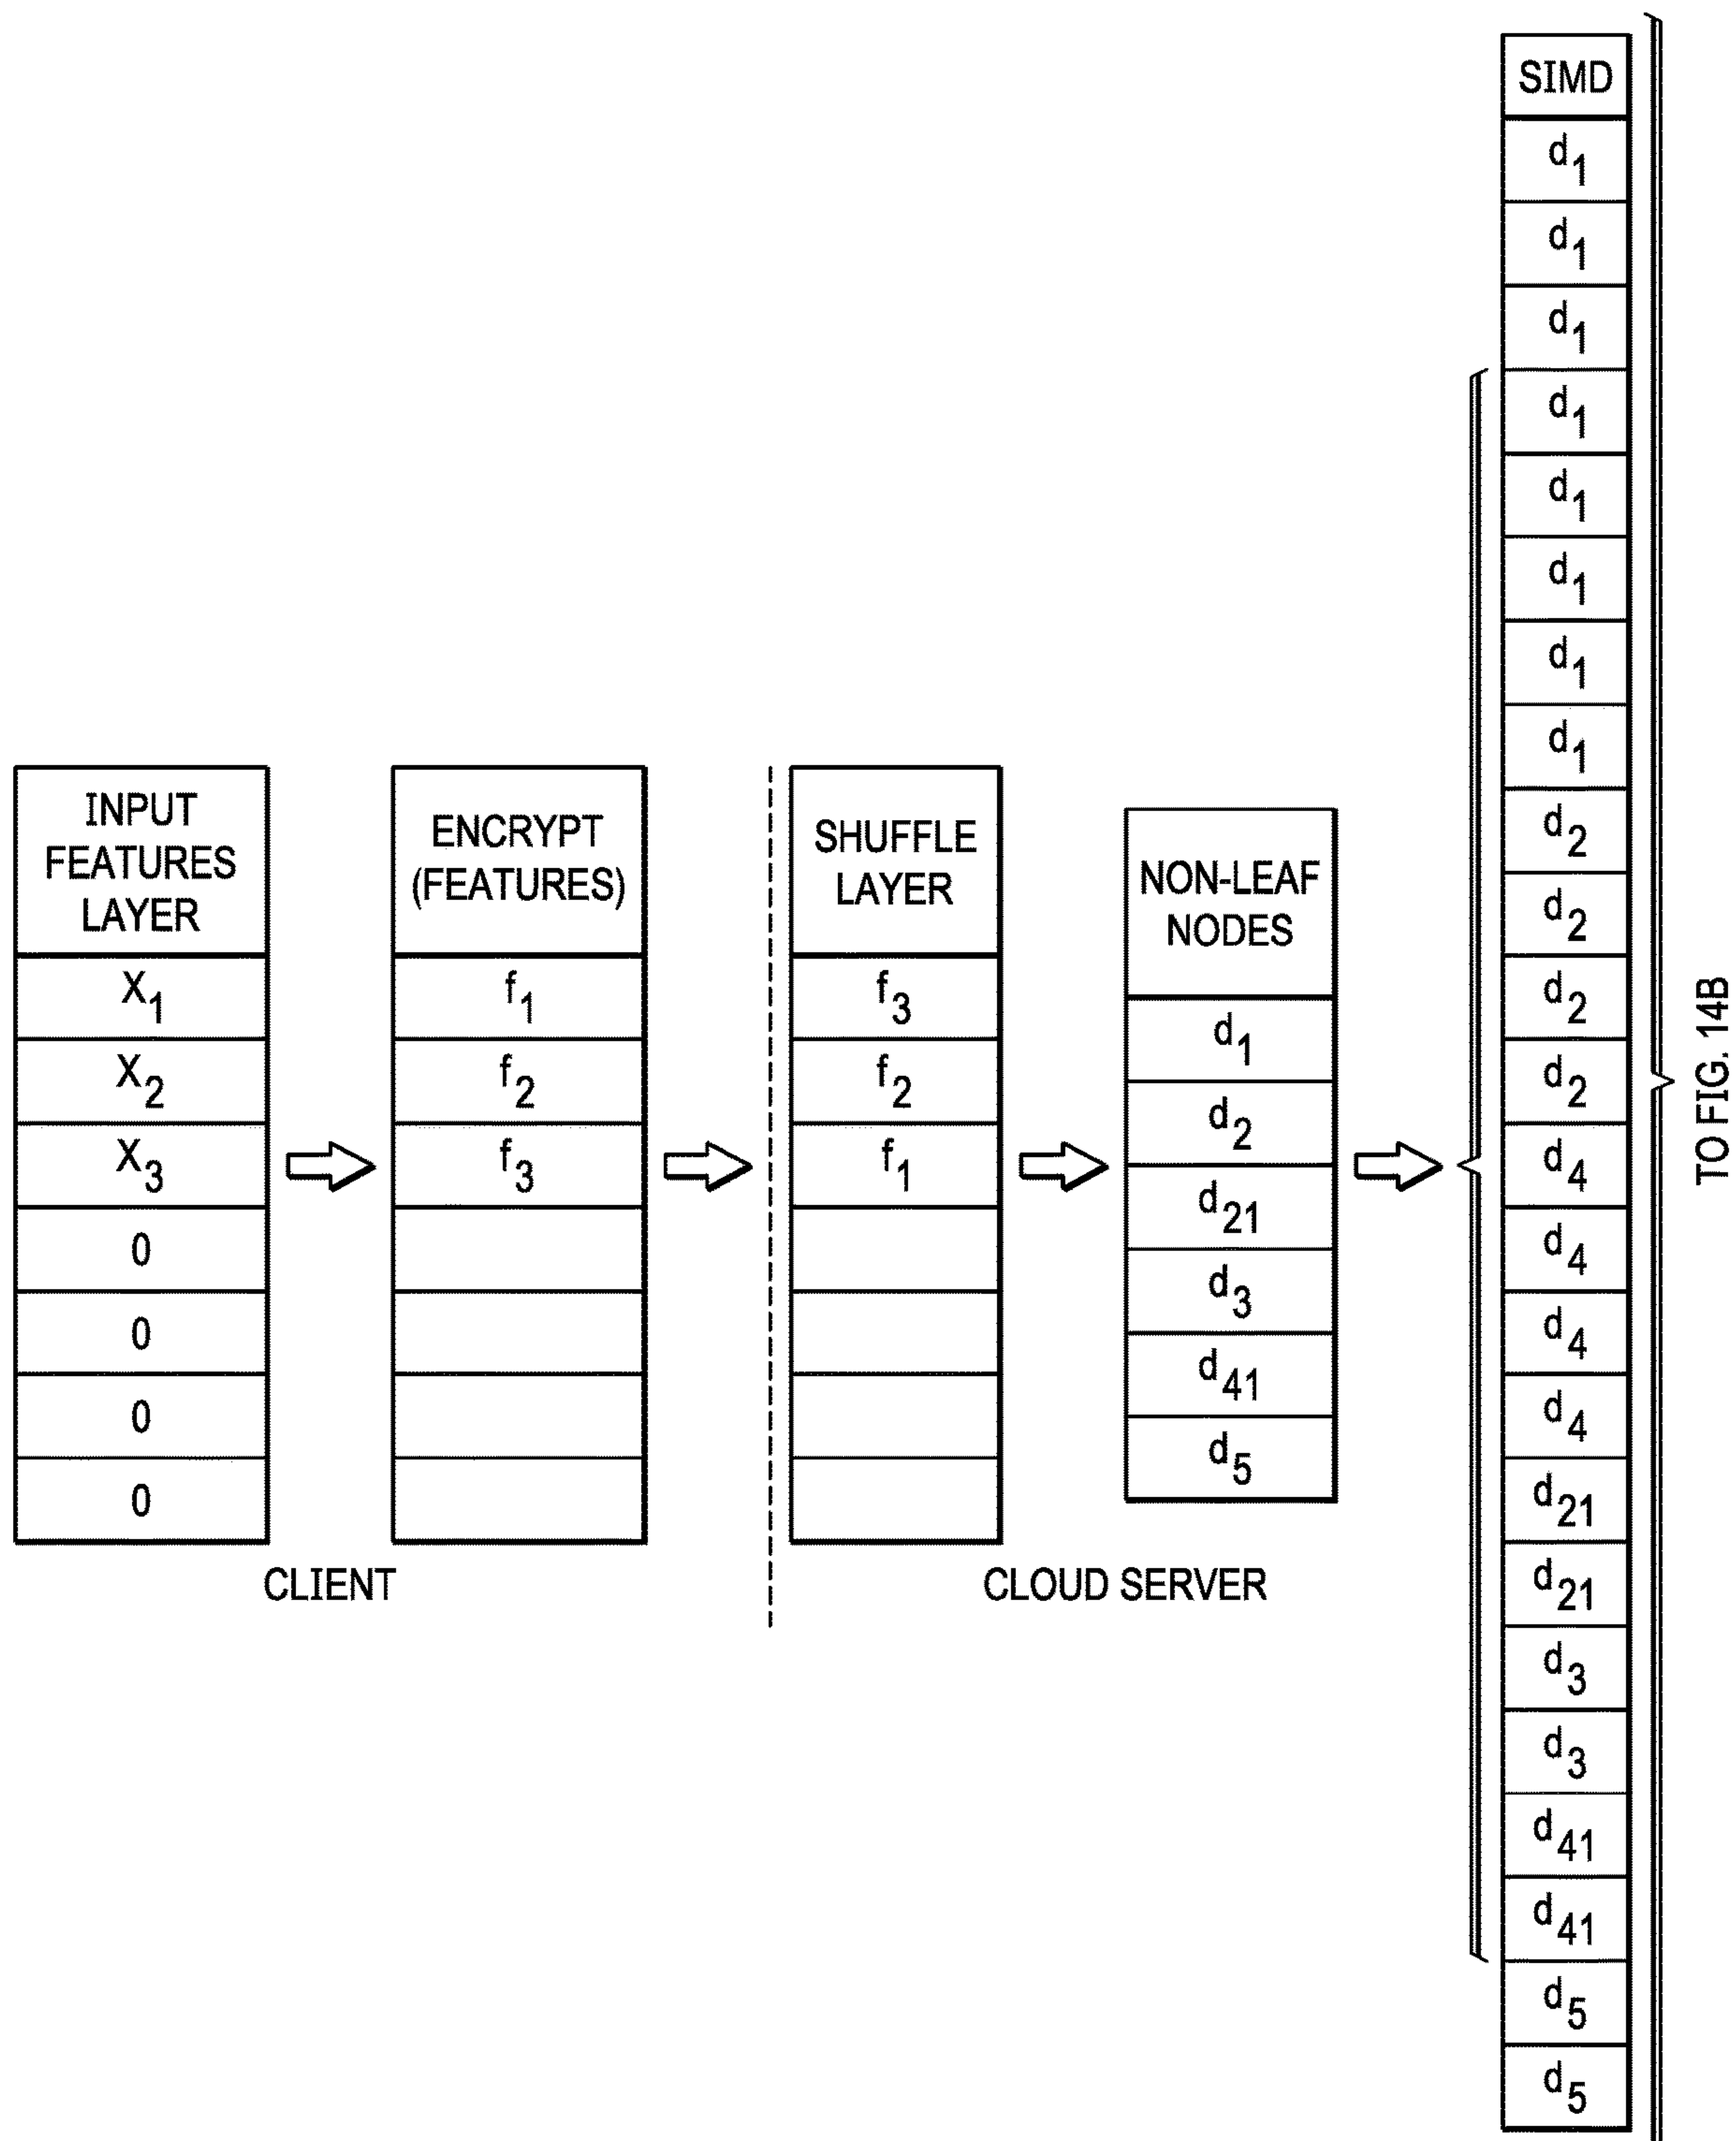 INPUT
FEATURES
LAYER
X1
X2
X3
0
0
0
0
ENCRYPT
(FEATURES)
f1
f2
f3
CLIENT
SHUFFLE
LAYER
f3
f2
f1
NON-LEAF
NODES
d1
d2
d21
d3
d41
d5
CLOUD SERVER
SIMD
d1
d1
d1
d1
d1
d1
d1
d1
d2
d2
d2
d2
d4
d4
d4
d4
d21
d21
d3
d3
d41
d41
d5
d5
TO FIG. 14B